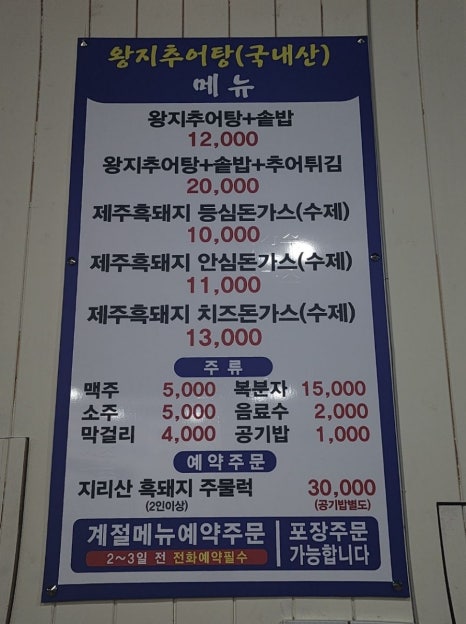 왕지추어탕(국내산)
메뉴
왕지추어탕+솥밥
12,000
왕지추어탕+솥밥+추어튀김
20,000
제주흑돼지 등심돈가스(수제)
10,000
제주흑돼지 안심돈가스(수제)
11,000
제주흑돼지 치즈돈가스(수제)
13,000
주 류
맥주 5,000 복분자 15,000
소주 5,000 음료수 2,000
막걸리 4,000 공기밥 1,000
예약주문
지리산 흑돼지 주물럭 30,000
(2인이상) (공기밥별도)
계절메뉴예약주문 포장주문
2~3일 전 전화예약필수 가능합니다